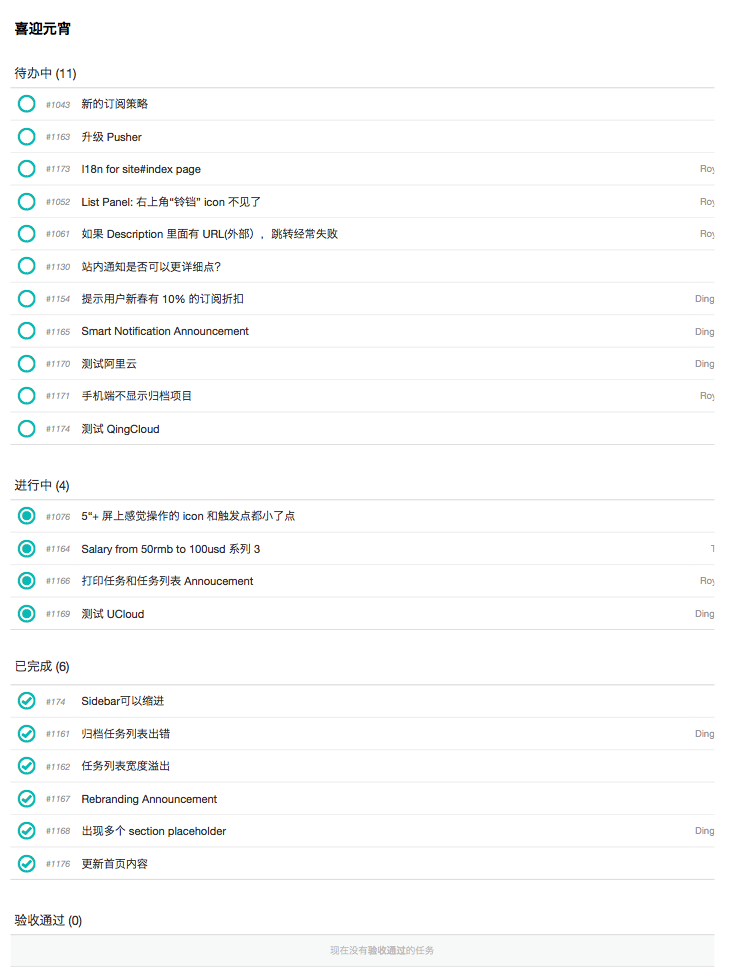 喜迎元宵
待办中 (11)
#1043 新的订阅策略
#1163 升级 Pusher
#1173 I18n for site#index page Roy
#1052 List Panel: 右上角“铃铛” icon 不见了 Roy
#1061 如果 Description 里面有 URL(外部），跳转经常失败 Roy
#1130 站内通知是否可以更详细点?
#1154 提示用户新春有 10% 的订阅折扣 Ding
#1165 Smart Notification Announcement Ding
#1170 测试阿里云 Ding
#1171 手机端不显示归档项目 Roy
#1174 测试 QingCloud
进行中 (4)
#1076 5“+ 屏上感觉操作的 icon 和触发点都小了点
#1164 Salary from 50rmb to 100usd 系列 3 T
#1166 打印任务和任务列表 Annoucement Roy
#1169 测试 UCloud Ding
已完成 (6)
#174 Sidebar可以缩进
#1161 归档任务列表出错 Ding
#1162 任务列表宽度溢出
#1167 Rebranding Announcement
#1168 出现多个 section placeholder Ding
#1176 更新首页内容
验收通过 (0)
现在没有验收通过的任务